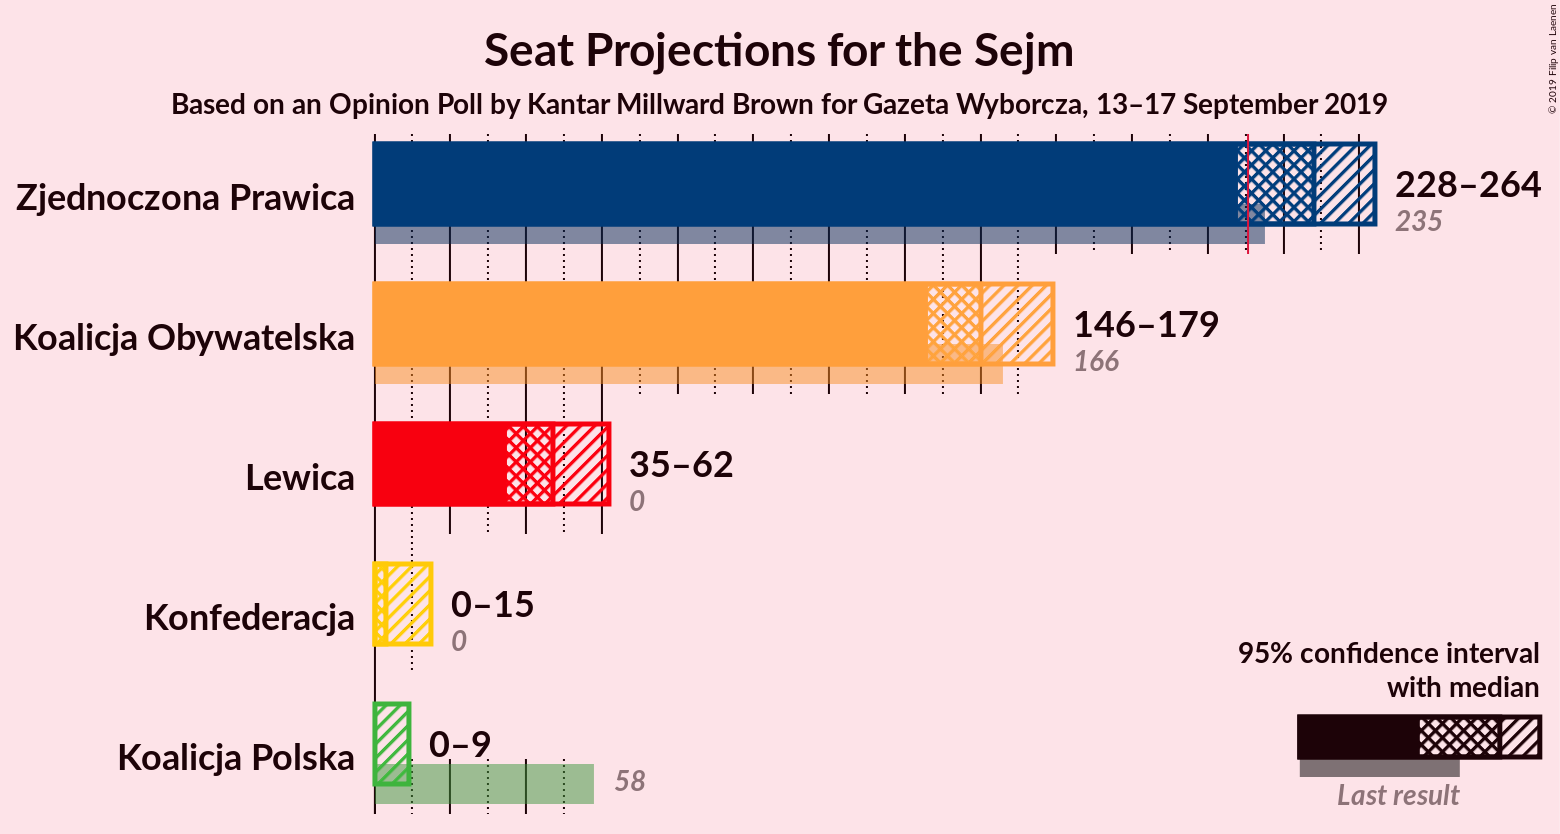 Seat Projections for the Sejm
Based on an Opinion Poll by Kantar Millward Brown for Gazeta Wyborcza, 13–17 September 2019
© 2019 Filip van Laenen
Zjednoczona Prawica
228–264
235
Koalicja Obywatelska
146–179
166
Lewica
35–62
0
Konfederacja
0–15
0
Koalicja Polska
0–9
58
95% confidence interval
with median
Last result